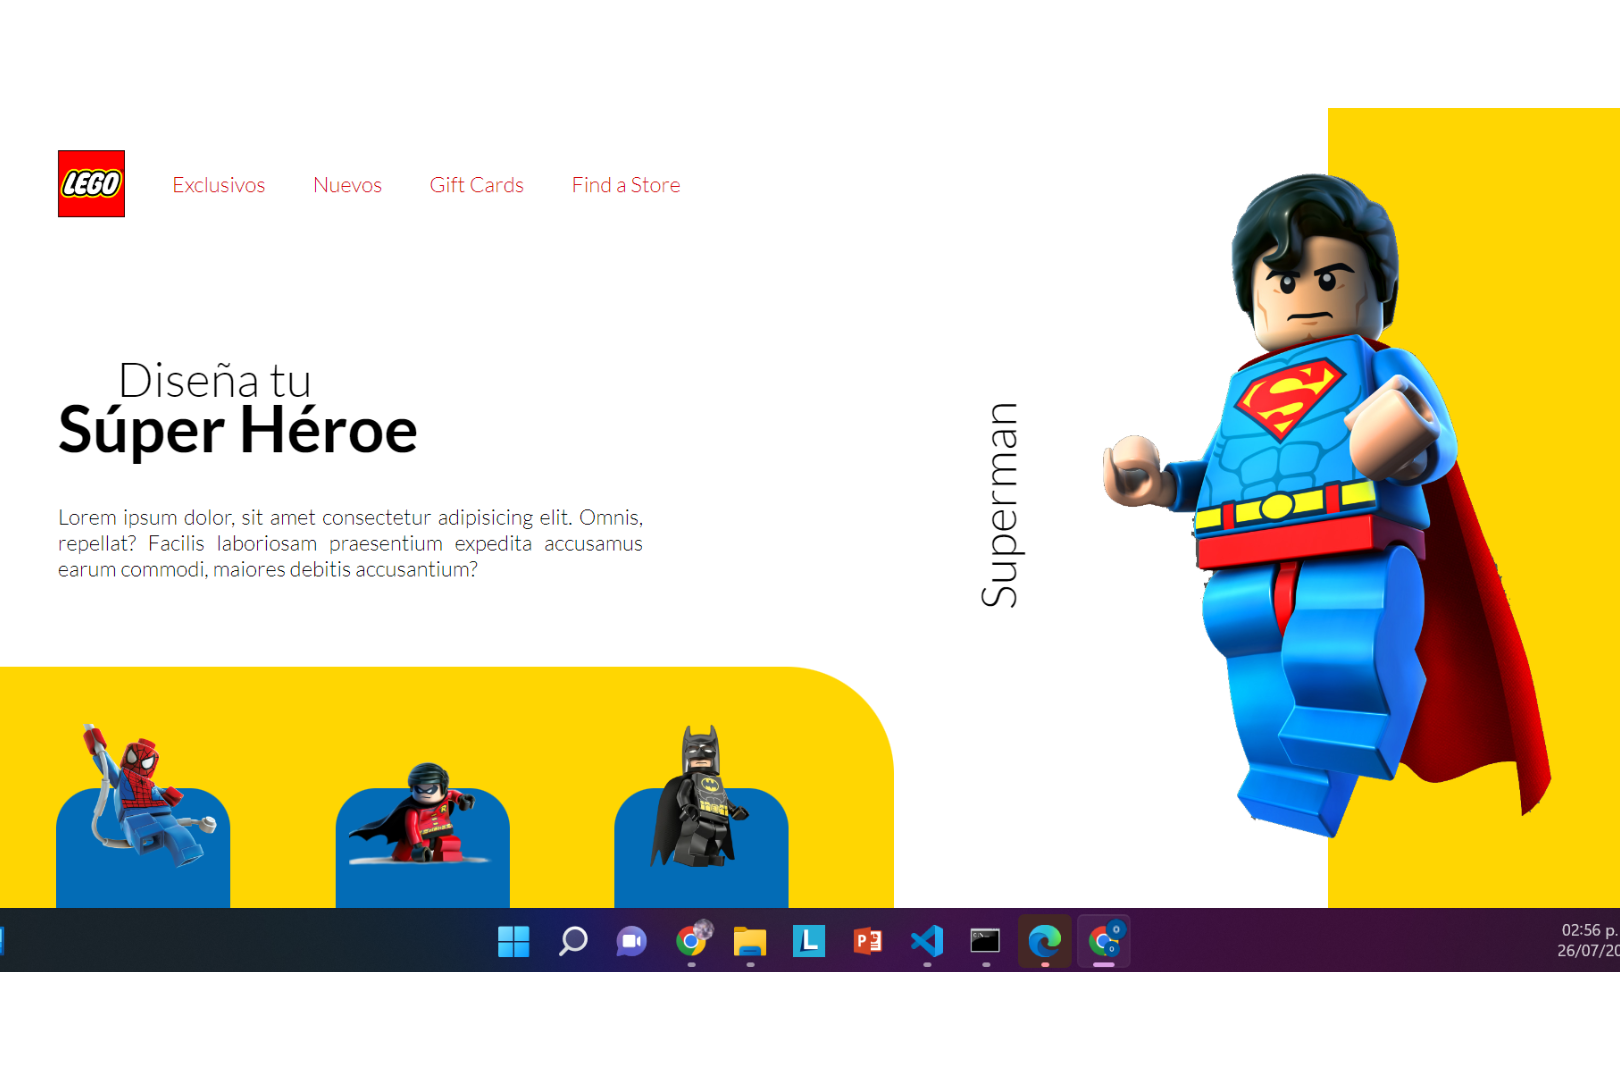 LEGO
Exclusivos
Nuevos
Gift Cards
Find a Store
Diseña tu
Súper Héroe
Lorem ipsum dolor, sit amet consectetur adipisicing elit. Omnis,
repellat? Facilis laboriosam praesentium expedita accusamus
earum commodi, maiores debitis accusantium?
Superman
02:56 p.
26/07/20